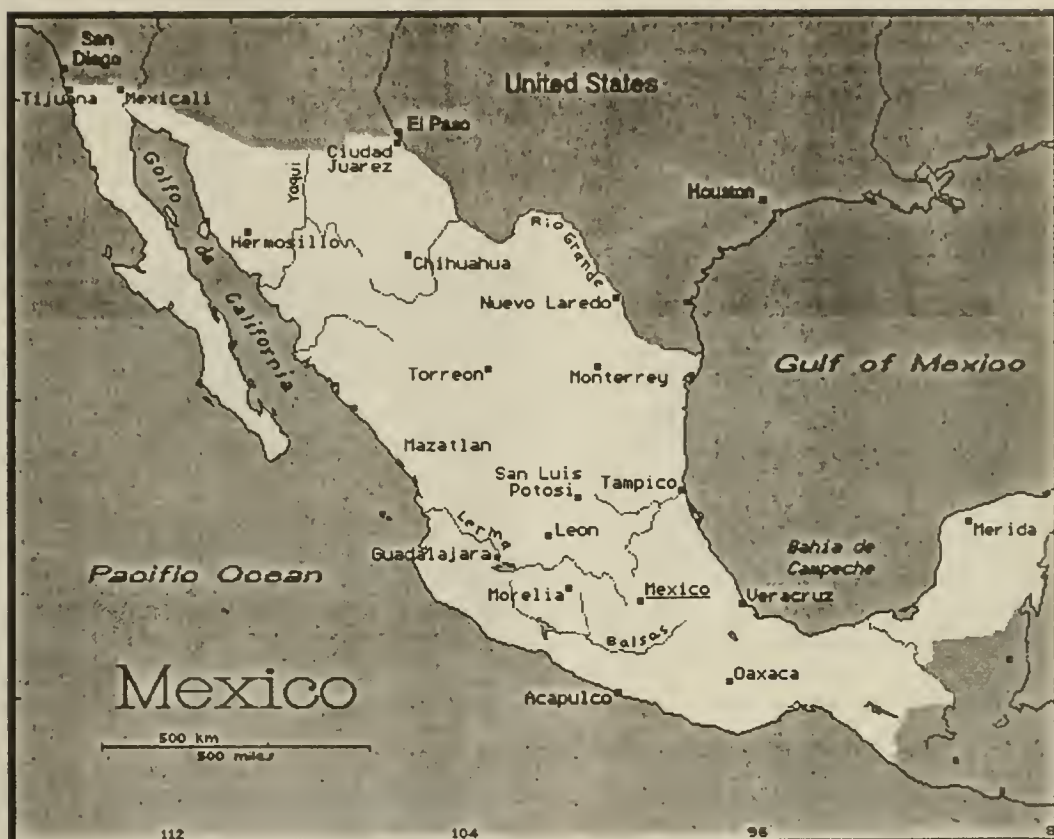 San
Diego
United States
Tijuana
Mexicali
El Paso
Ciudad
Juarez
Golfo
de
California
Yaqui
Houston
Rio Grande
Hermosillo
Chihuahua
Nuevo Laredo
Gulf of Mexico
Torreon
Monterrey
Mazatlan
San Luis
Potosi
Tampico
Lerma
Leon
Merida
Guadalajara
Bahia de
Campeche
Pacific Ocean
Morelia
Mexico
Veracruz
Balsas
Mexico
Oaxaca
Acapulco
500 km
500 miles
112
104
96
8